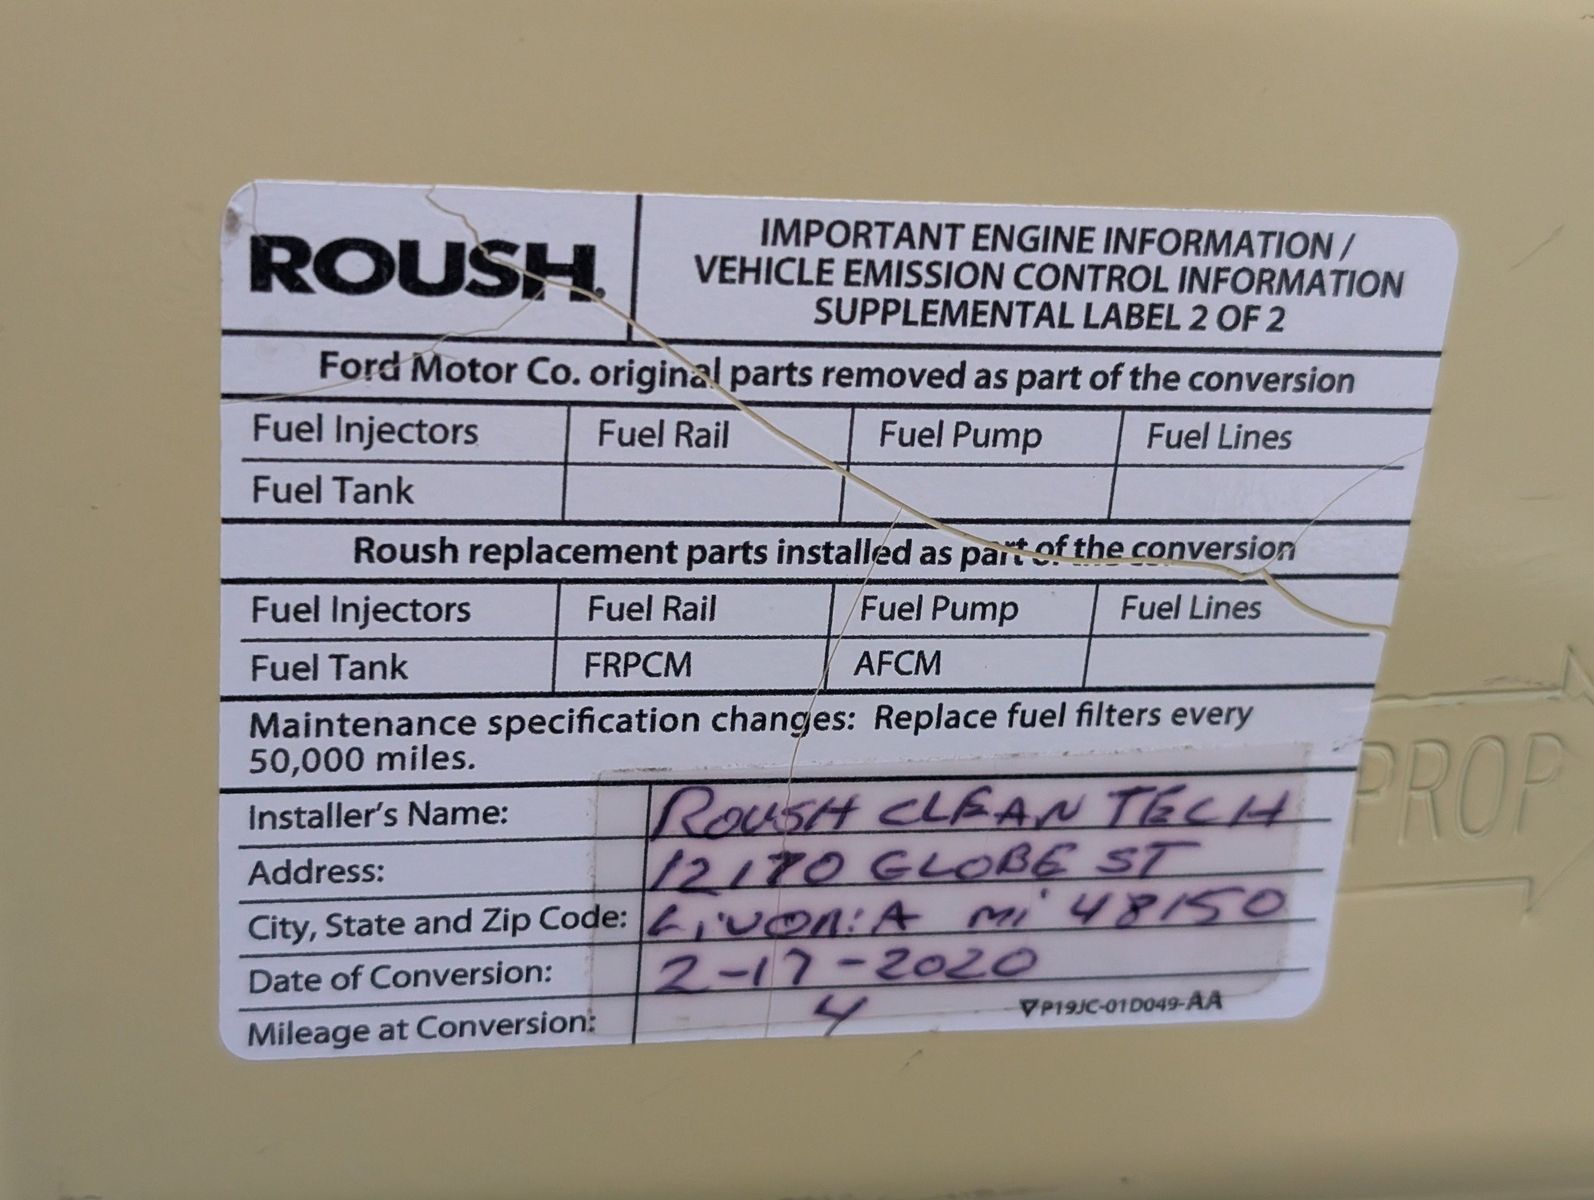 ROUSH.
IMPORTANT ENGINE INFORMATION /
VEHICLE EMISSION CONTROL INFORMATION
SUPPLEMENTAL LABEL 2 OF 2
Ford Motor Co. original parts removed as part of the conversion
Fuel Injectors Fuel Rail Fuel Pump Fuel Lines
Fuel Tank
Roush replacement parts installed as part of the conversion
Fuel Injectors Fuel Rail Fuel Pump Fuel Lines
Fuel Tank FRPCM AFCM
Maintenance specification changes: Replace fuel filters every
50,000 miles.
Installer's Name: ROUSH CLEAN TECH
Address: 12170 GLOBE ST
City, State and Zip Code: LivoniA Mi 48150
Date of Conversion: 2-17-2020
Mileage at Conversion: 4
P19JC-01D049-AA
PROP